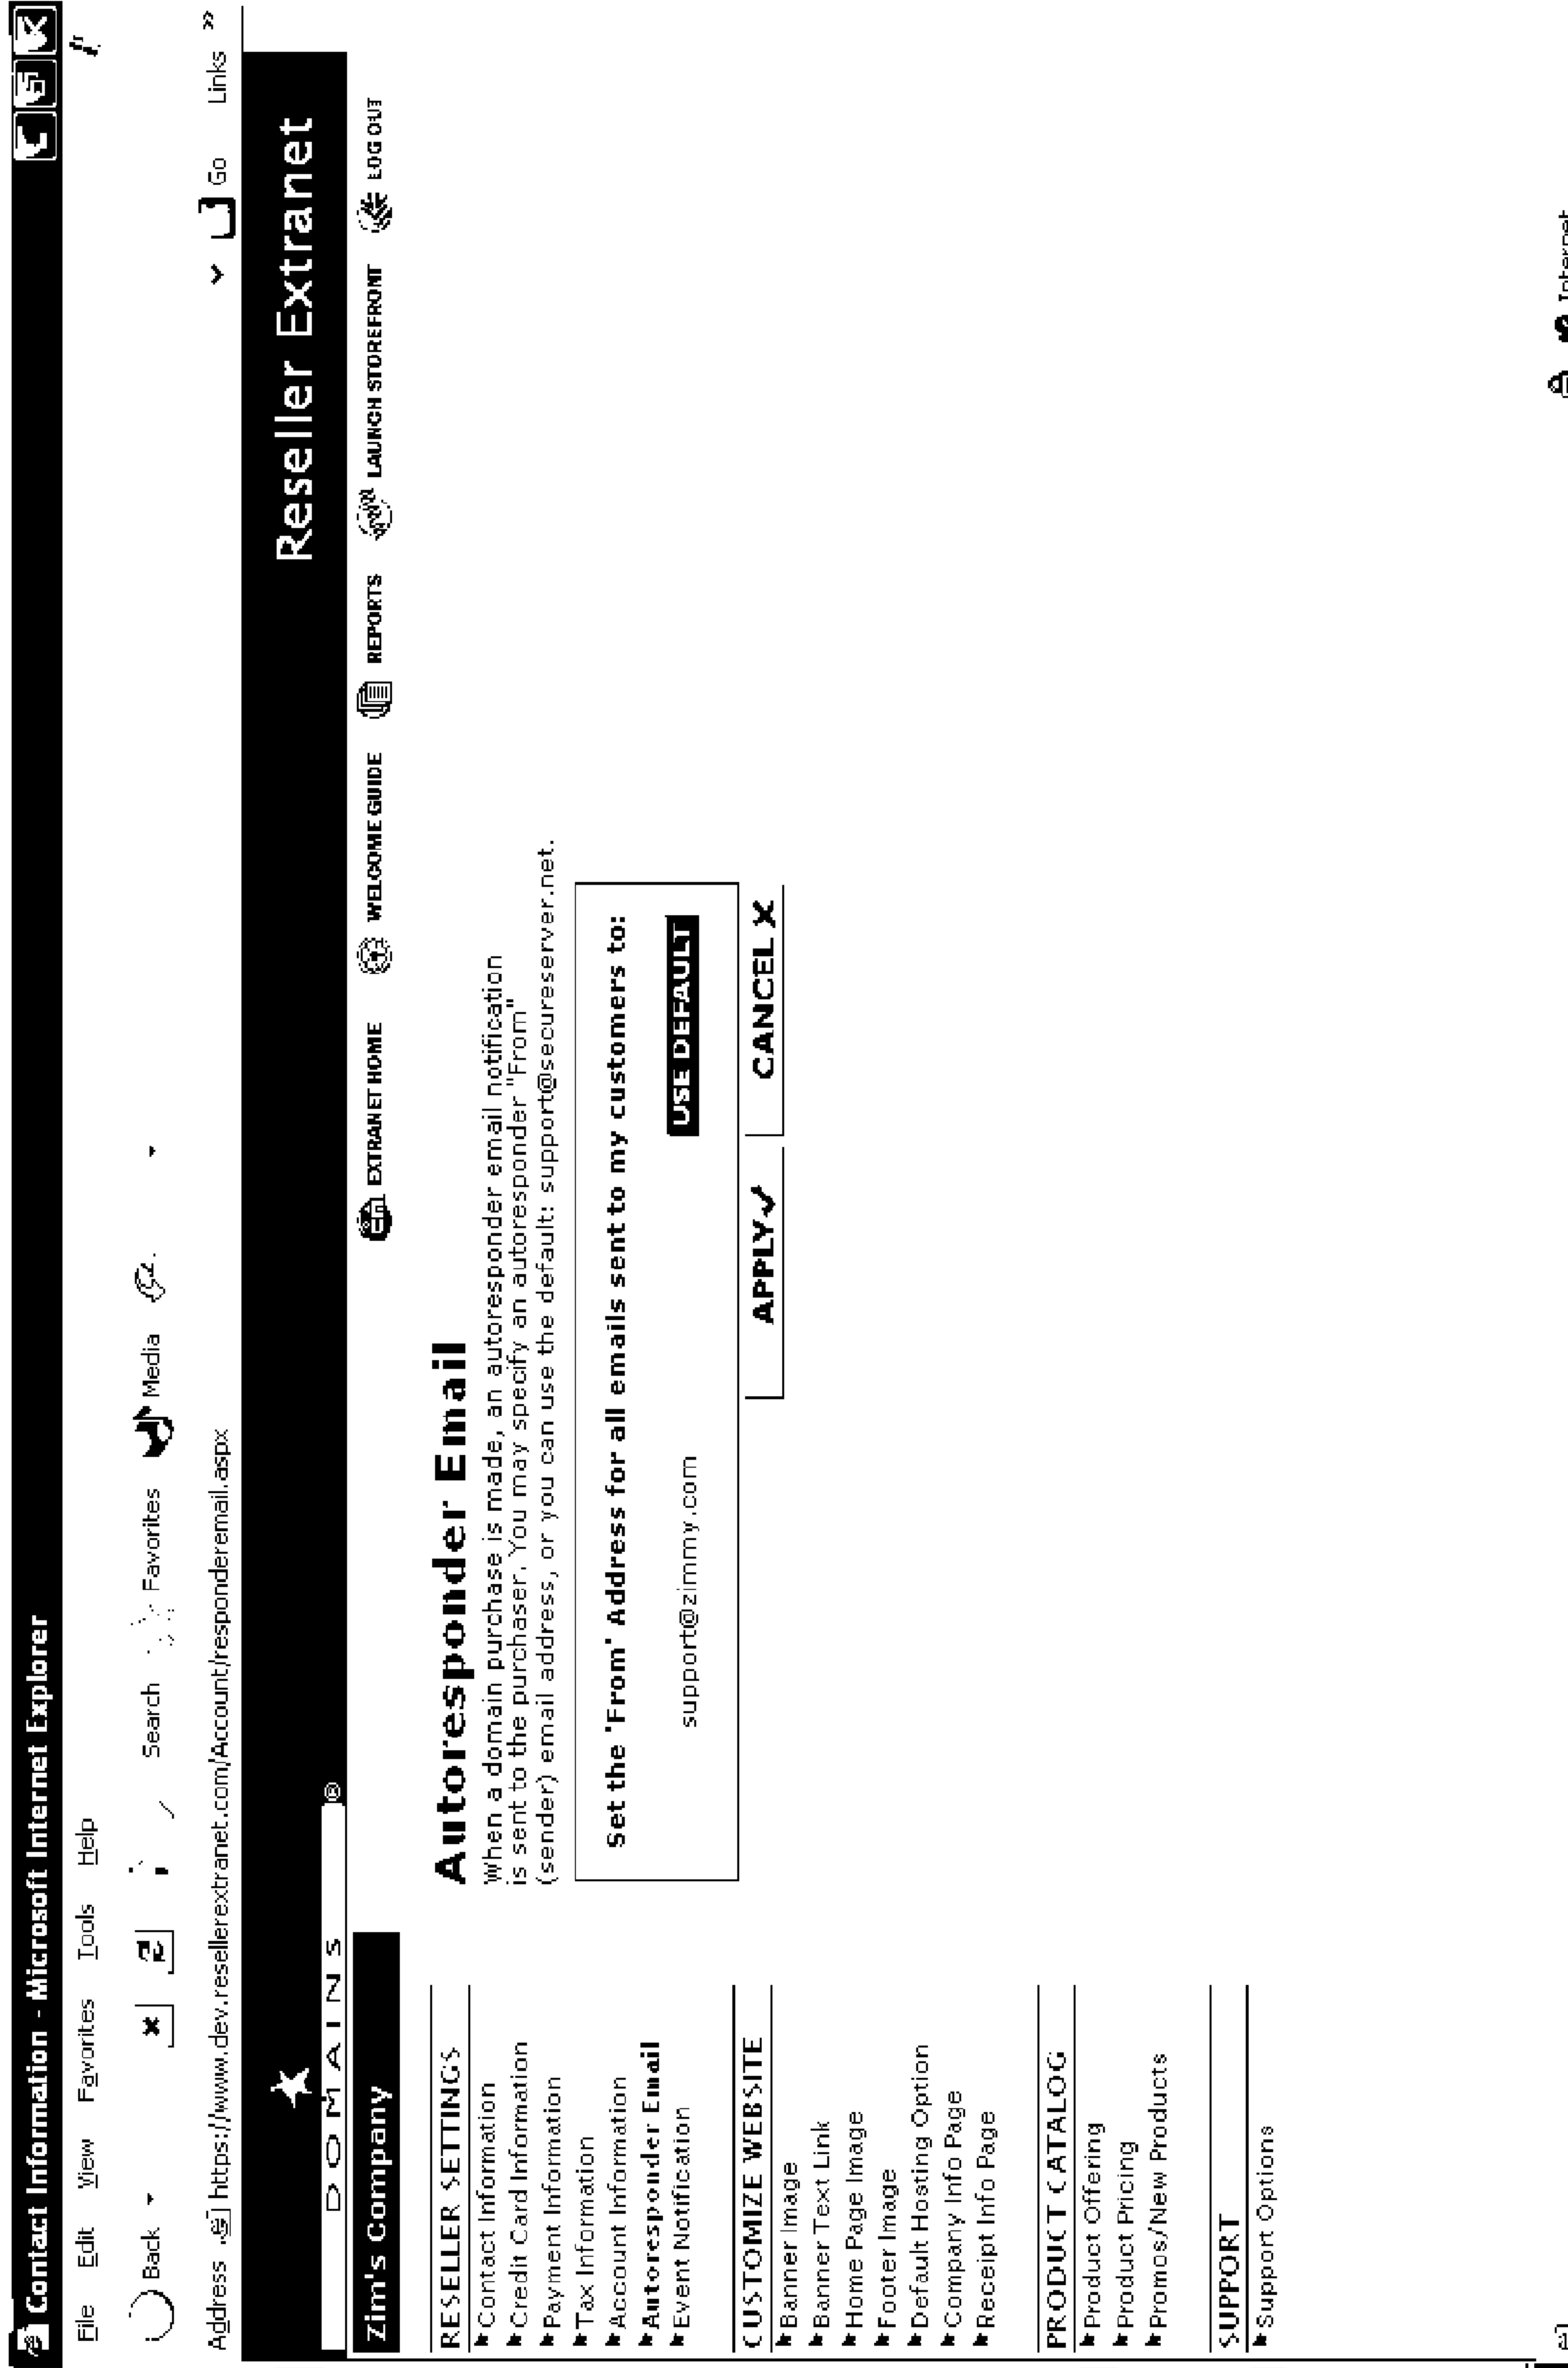 Contact Information - Microsoft Internet Explorer
File Edit View Favorites Tools Help
Back Search Favorites Media
Address https://www.dev.resellerextranet.com/Account/responderemail.aspx Go Links »
DOMAINS ®
Reseller Extranet
Zim's Company
EXTRANET HOME WELCOME GUIDE REPORTS LAUNCH STOREFRONT LOG OUT
RESELLER SETTINGS
Contact Information
Credit Card Information
Payment Information
Tax Information
Account Information
Autoresponder Email
Event Notification
CUSTOMIZE WEBSITE
Banner Image
Banner Text Link
Home Page Image
Footer Image
Default Hosting Option
Company Info Page
Receipt Info Page
PRODUCT CATALOG
Product Offering
Product Pricing
Promos/New Products
SUPPORT
Support Options
Autoresponder Email
When a domain purchase is made, an autoresponder email notification
is sent to the purchaser. You may specify an autoresponder "From"
(sender) email address, or you can use the default: support@secureserver.net.
Set the 'From' Address for all emails sent to my customers to:
support@zimmy.com USE DEFAULT
APPLY CANCEL X
Internet